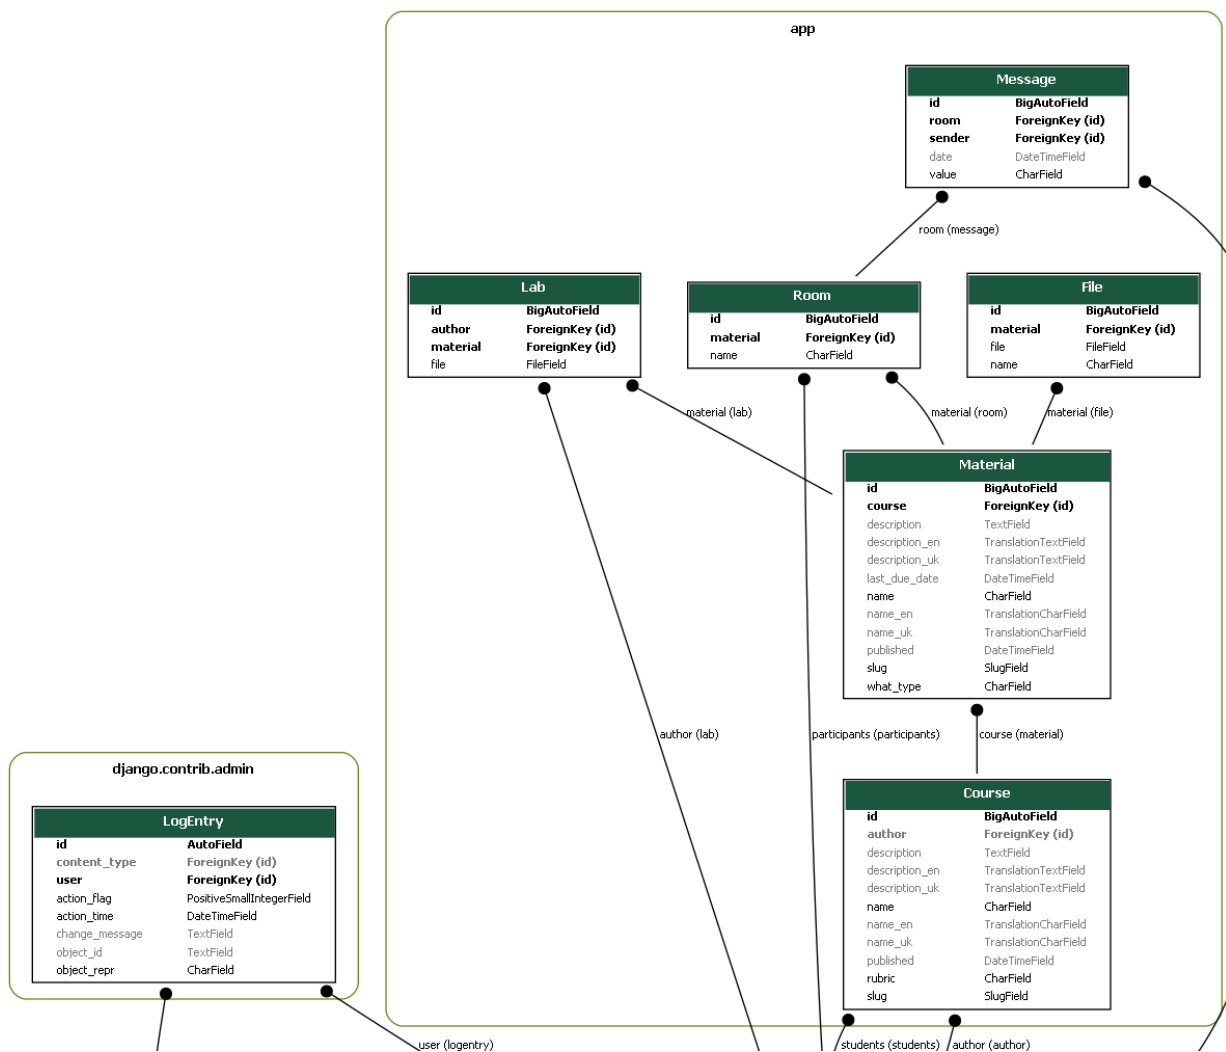 app
Message
id BigAutoField
room ForeignKey (id)
sender ForeignKey (id)
date DateTimeField
value CharField
room (message)
Lab
id BigAutoField
author ForeignKey (id)
material ForeignKey (id)
file FileField
Room
id BigAutoField
material ForeignKey (id)
name CharField
File
id BigAutoField
material ForeignKey (id)
file FileField
name CharField
material (lab)
material (room)
material (file)
Material
id BigAutoField
course ForeignKey (id)
description TextField
description_en TranslationTextField
description_uk TranslationTextField
last_due_date DateTimeField
name CharField
name_en TranslationCharField
name_uk TranslationCharField
published DateTimeField
slug SlugField
what_type CharField
author (lab)
participants (participants)
course (material)
django.contrib.admin
LogEntry
id AutoField
content_type ForeignKey (id)
user ForeignKey (id)
action_flag PositiveSmallIntegerField
action_time DateTimeField
change_message TextField
object_id TextField
object_repr CharField
Course
id BigAutoField
author ForeignKey (id)
description TextField
description_en TranslationTextField
description_uk TranslationTextField
name CharField
name_en TranslationCharField
name_uk TranslationCharField
published DateTimeField
rubric CharField
slug SlugField
user (logentry)
students (students)
author (author)